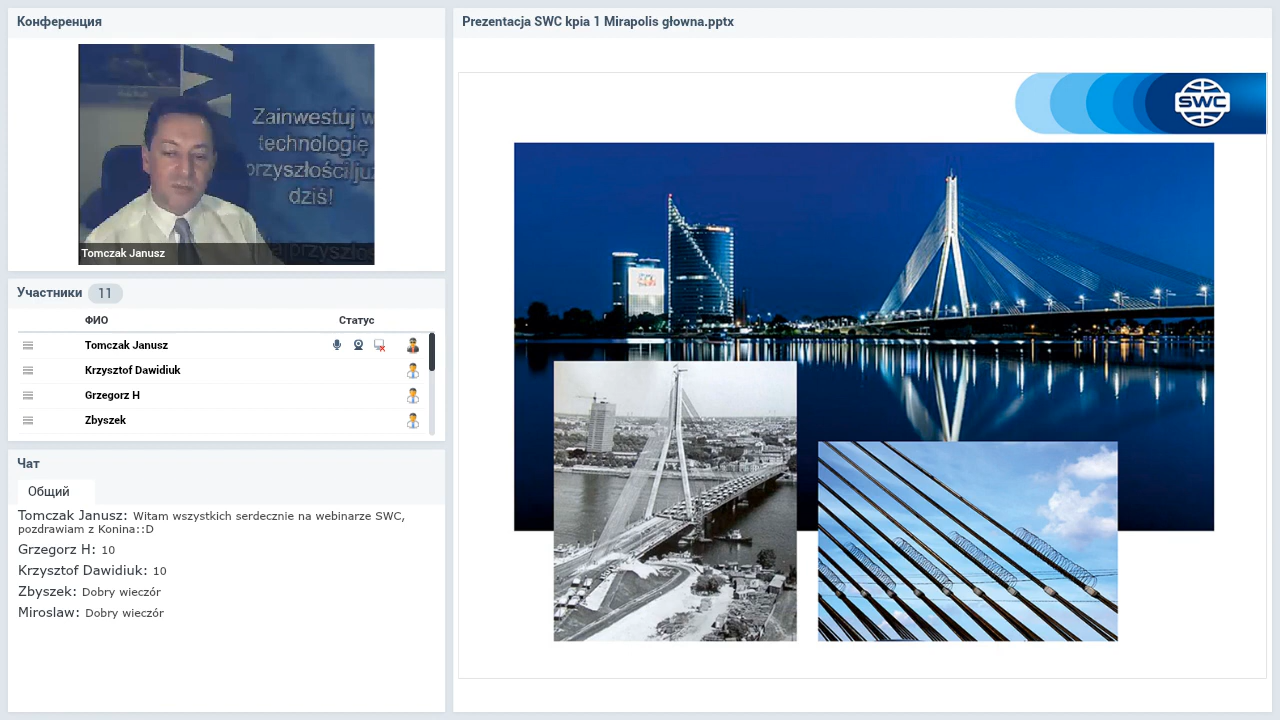 Конференция
Zainwestuj w
technologię
przyszłości już
dziś!
Tomczak Janusz
Участники 11
ФИО Статус
Tomczak Janusz
Krzysztof Dawidiuk
Grzegorz H
Zbyszek
Чат
Общий
Tomczak Janusz: Witam wszystkich serdecznie na webinarze SWC,
pozdrawiam z Konina::D
Grzegorz H: 10
Krzysztof Dawidiuk: 10
Zbyszek: Dobry wieczór
Miroslaw: Dobry wieczór
Prezentacja SWC kpia 1 Mirapolis głowna.pptx
SWC